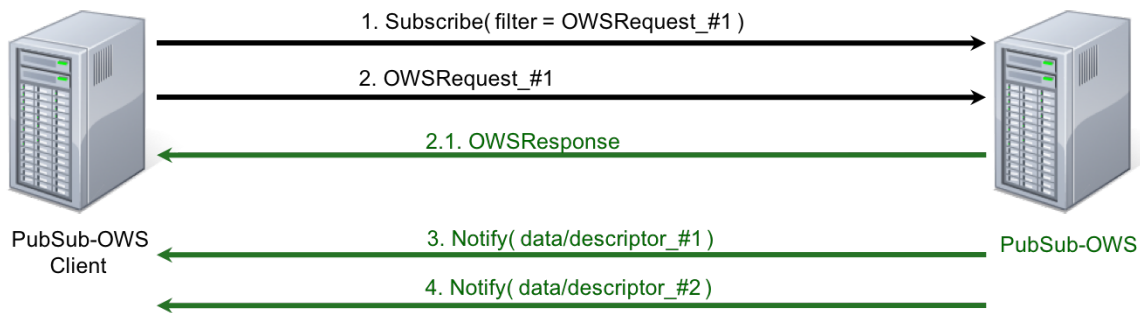 1. Subscribe( filter = OWSRequest_#1 )
2. OWSRequest_#1
2.1. OWSResponse
3. Notify( data/descriptor_#1 )
4. Notify( data/descriptor_#2 )
PubSub-OWS
Client
PubSub-OWS